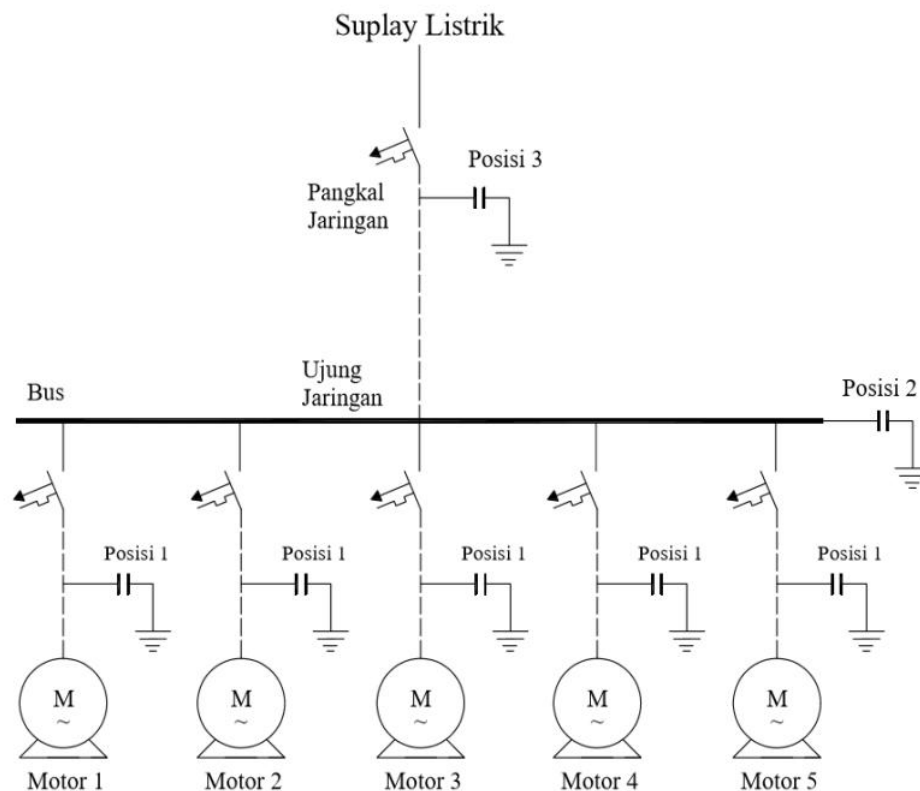 Suplay Listrik
Posisi 3
Pangkal
Jaringan
Ujung
Jaringan
Bus
Posisi 2
Posisi 1
Posisi 1
Posisi 1
Posisi 1
Posisi 1
M
~
M
~
M
~
M
~
M
~
Motor 1
Motor 2
Motor 3
Motor 4
Motor 5